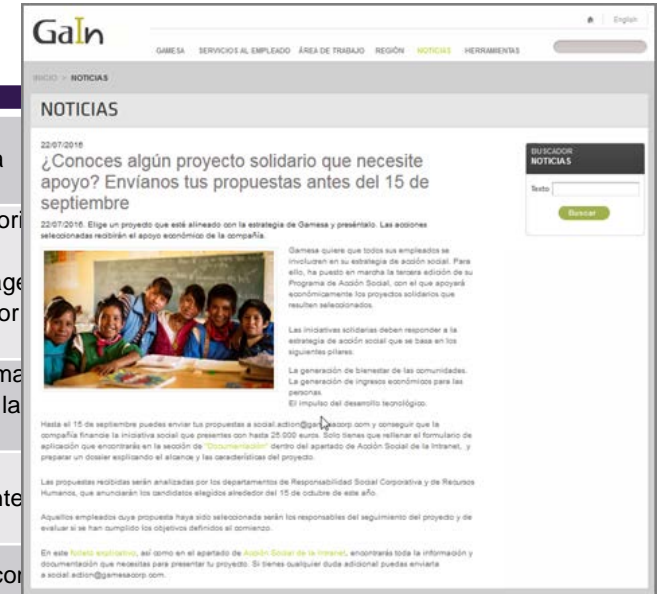 GaIn
English
GAMESA SERVICIOS AL EMPLEADO ÁREA DE TRABAJO REGIÓN NOTICIAS HERRAMIENTAS
INICIO > NOTICIAS
NOTICIAS
22/07/2016
¿Conoces algún proyecto solidario que necesite
apoyo? Envíanos tus propuestas antes del 15 de
septiembre
22/07/2016. Elige un proyecto que esté alineado con la estrategia de Gamesa y preséntalo. Las acciones
seleccionadas recibirán el apoyo económico de la compañía.
Gamesa quiere que todos sus empleados se
involucren en su estrategia de acción social. Para
ello, ha puesto en marcha la tercera edición de su
Programa de Acción Social, con el que apoyará
económicamente los proyectos solidarios que
resulten seleccionados.
Las iniciativas solidarias deben responder a la
estrategia de acción social que se basa en los
siguientes pilares:
La generación de bienestar de las comunidades.
La generación de ingresos económicos para las
personas.
El impulso del desarrollo tecnológico.
Hasta el 15 de septiembre puedes enviar tus propuestas a social.action@gamesacorp.com y conseguir que la
compañía financie la iniciativa social que presentes con hasta 25.000 euros. Solo tienes que rellenar el formulario de
aplicación que encontrarás en la sección de "Documentación" dentro del apartado de Acción Social de la Intranet, y
preparar un dossier explicando el alcance y las características del proyecto.
Las propuestas recibidas serán analizadas por los departamentos de Responsabilidad Social Corporativa y de Recursos
Humanos, que anunciarán los candidatos elegidos alrededor del 15 de octubre de este año.
Aquellos empleados cuya propuesta haya sido seleccionada serán los responsables del seguimiento del proyecto y de
evaluar si se han cumplido los objetivos definidos al comienzo.
En este folleto explicativo, así como en el apartado de Acción Social de la Intranet, encontrarás toda la información y
documentación que necesitas para presentar tu proyecto. Si tienes cualquier duda adicional puedas enviarla
a social.action@gamesacorp.com.
BUSCADOR
NOTICIAS
Texto
Buscar